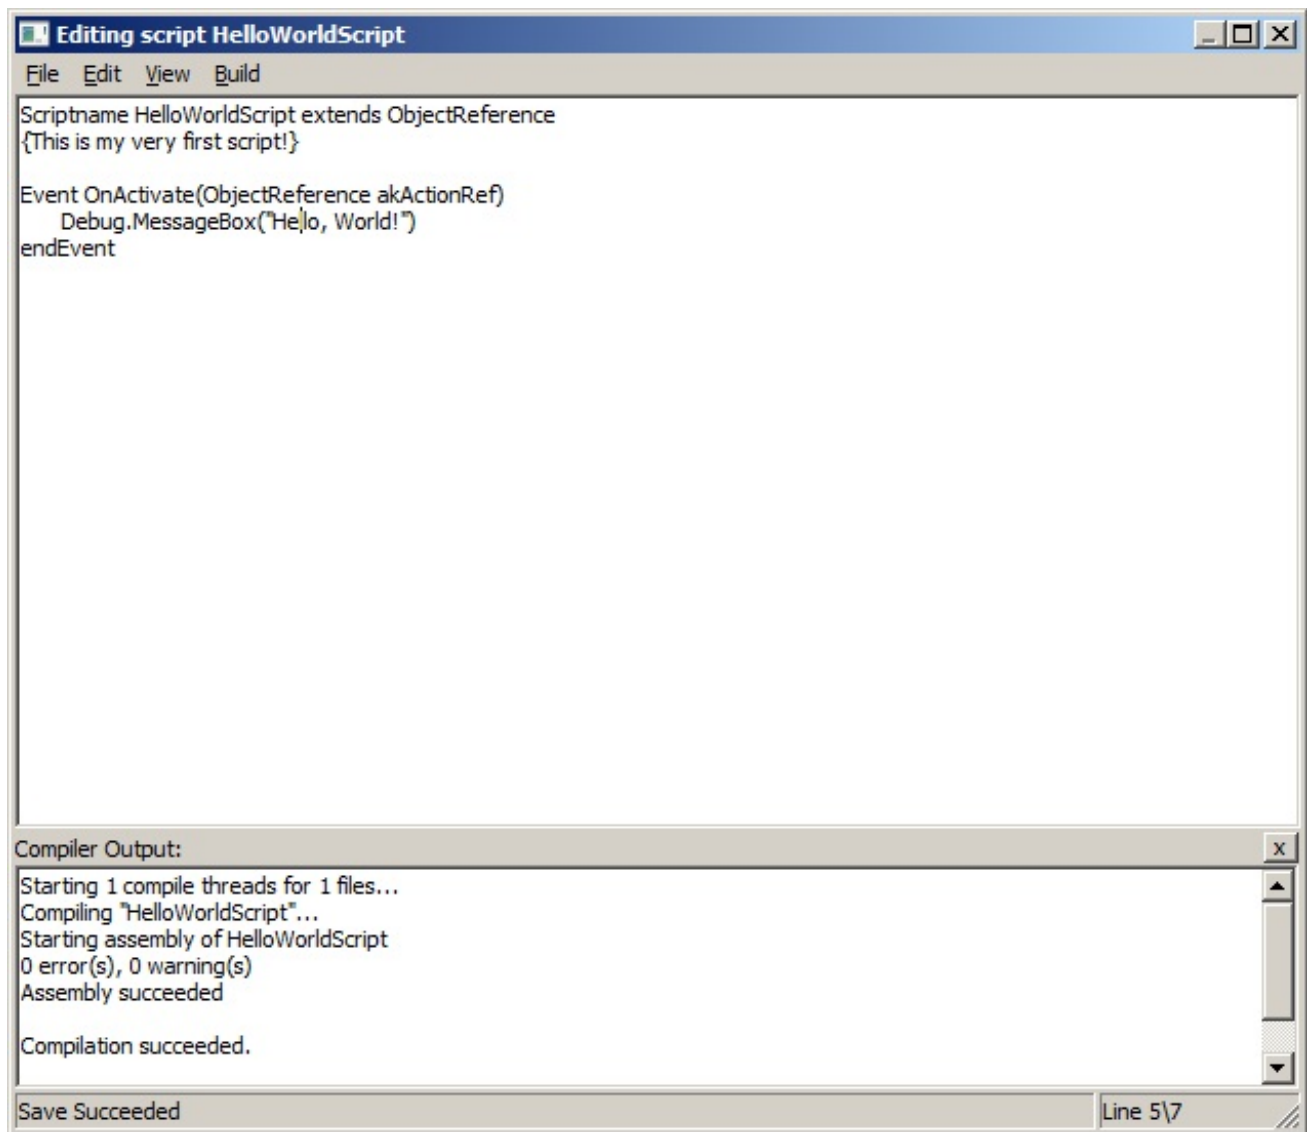 Editing script HelloWorldScript
File Edit View Build
Scriptname HelloWorldScript extends ObjectReference
{This is my very first script!}
Event OnActivate(ObjectReference akActionRef)
Debug.MessageBox("Hello, World!")
endEvent
Compiler Output:
x
Starting 1 compile threads for 1 files...
Compiling "HelloWorldScript"...
Starting assembly of HelloWorldScript
0 error(s), 0 warning(s)
Assembly succeeded
Compilation succeeded.
Save Succeeded
Line 5\7